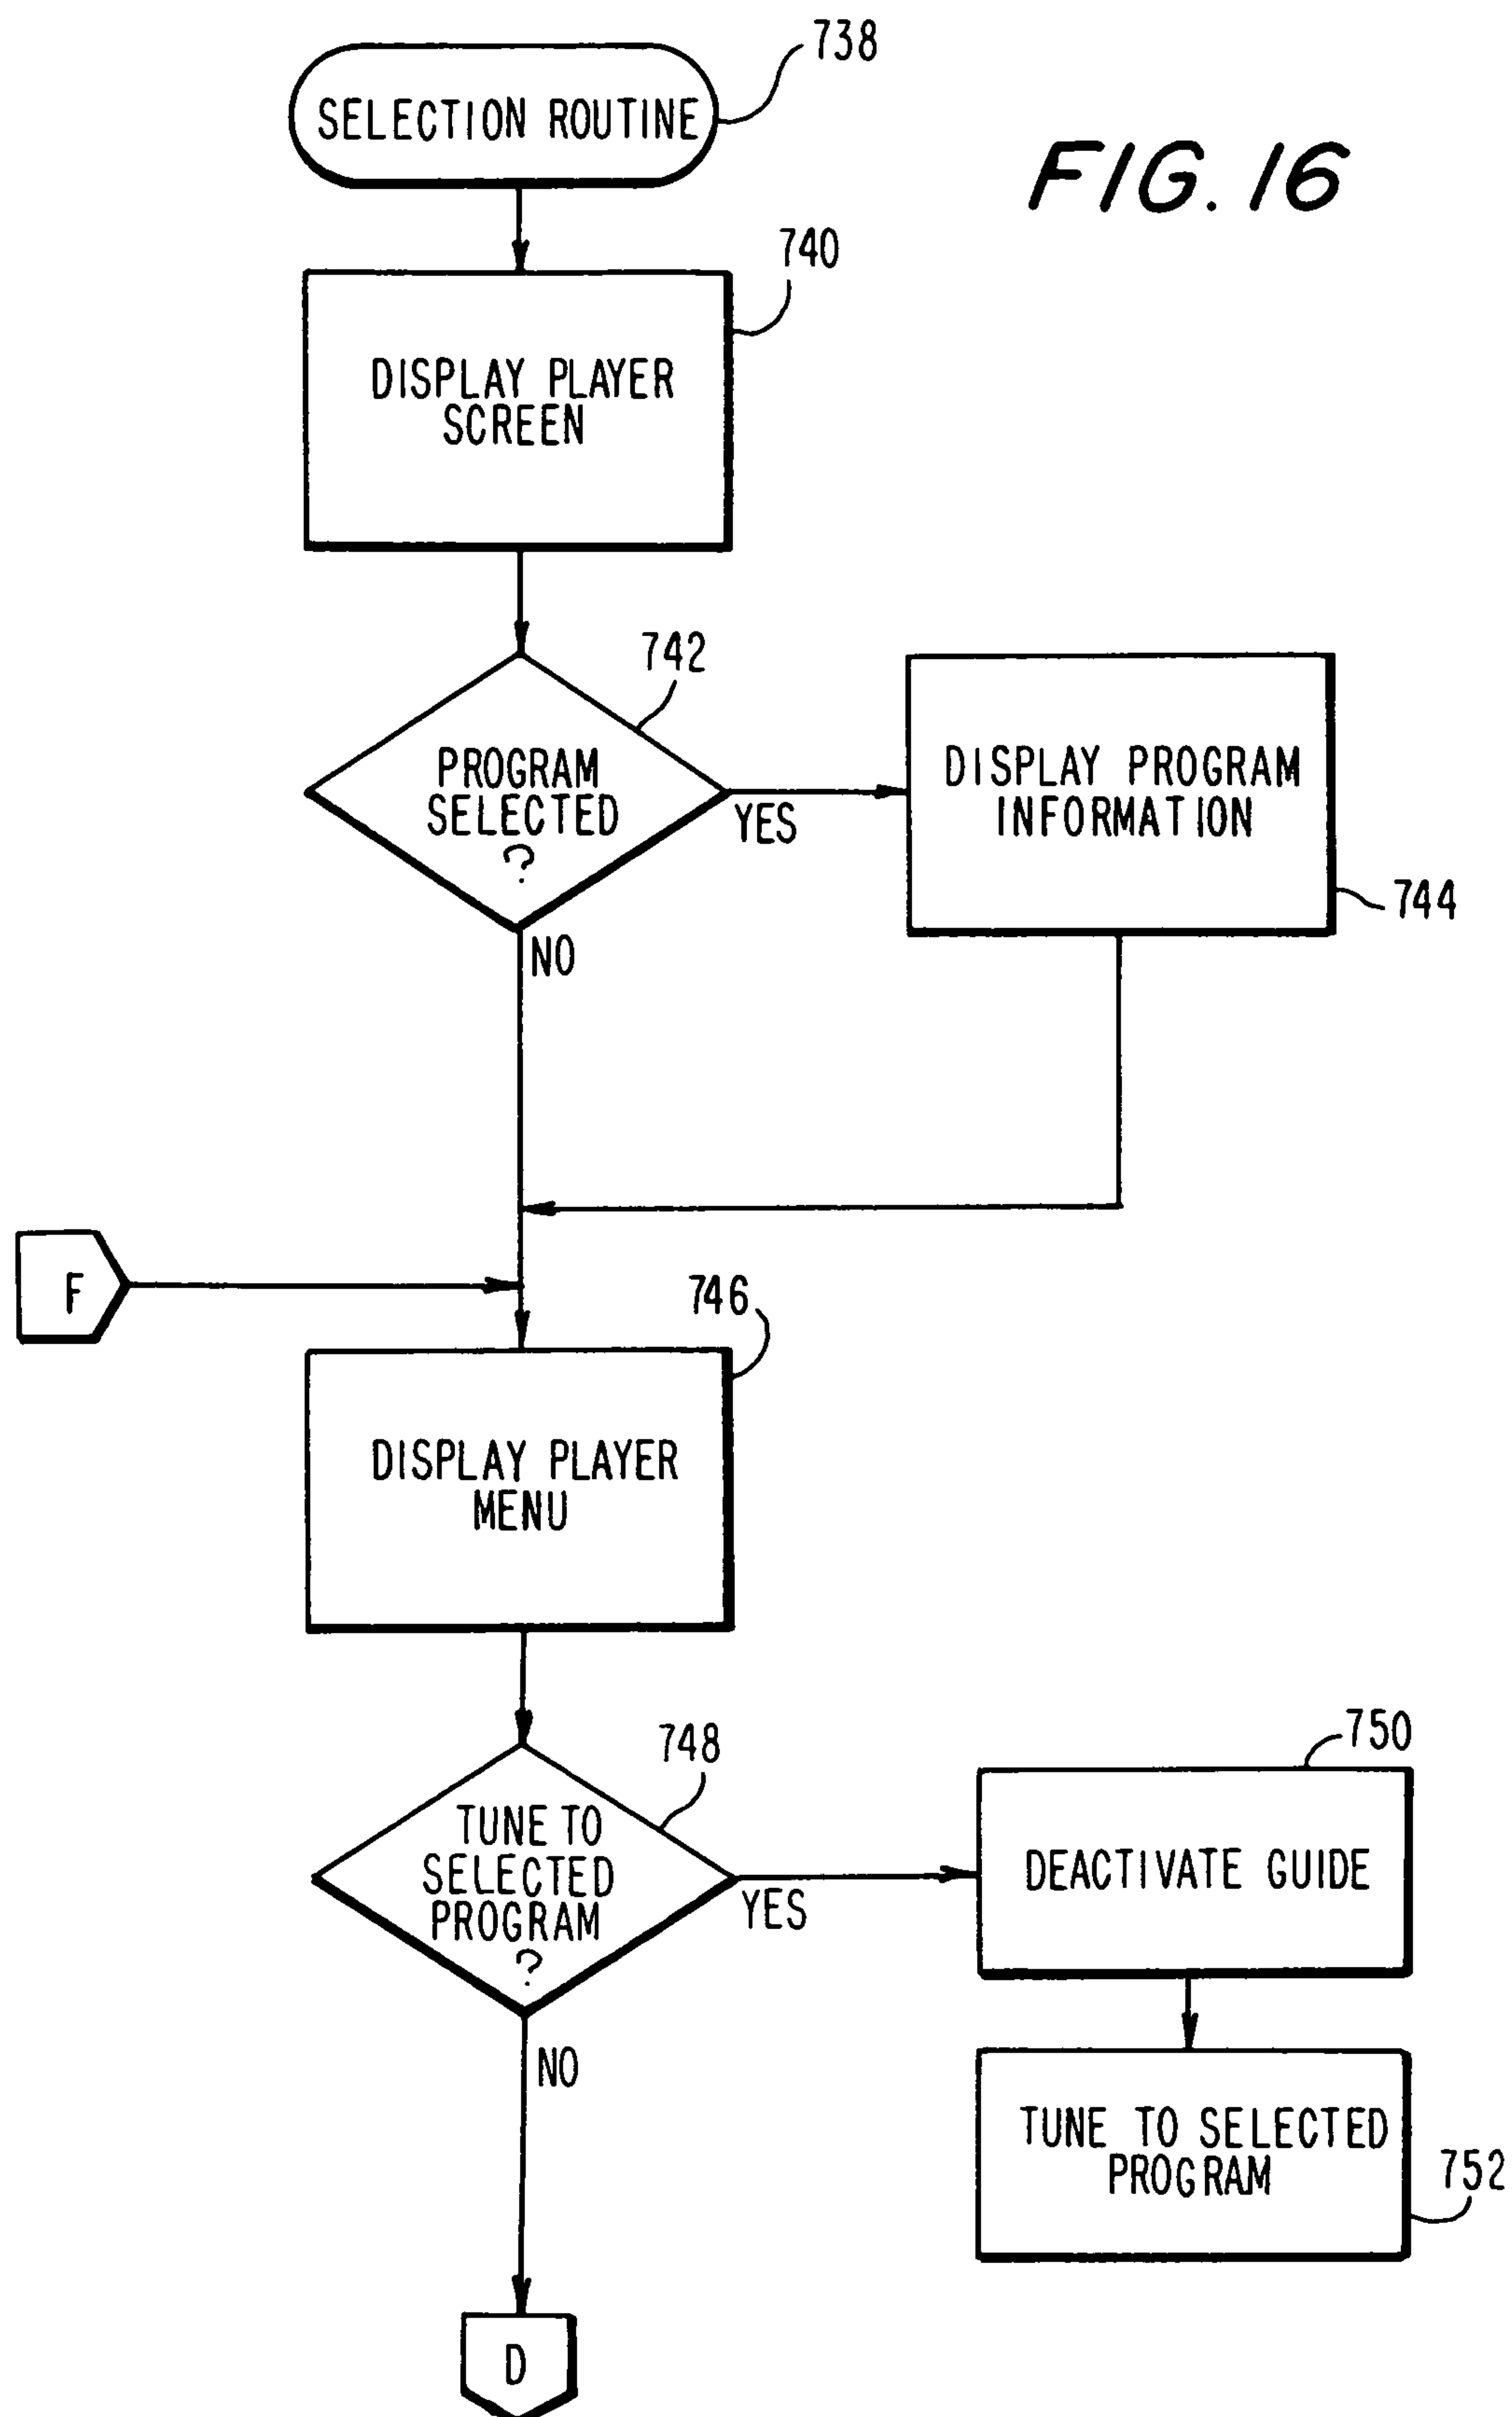 738
SELECTION ROUTINE
FIG. 16
740
DISPLAY PLAYER
SCREEN
742
PROGRAM
SELECTED
?
YES
NO
DISPLAY PROGRAM
INFORMATION
744
F
746
DISPLAY PLAYER
MENU
748
TUNE TO
SELECTED
PROGRAM
?
YES
NO
750
DEACTIVATE GUIDE
TUNE TO SELECTED
PROGRAM
752
D